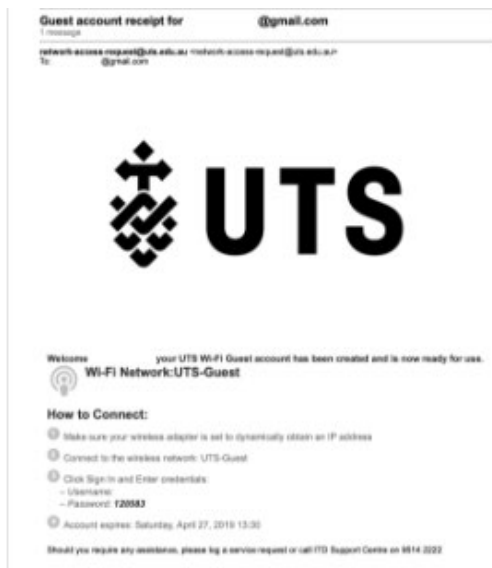 Guest account receipt for @gmail.com
1 message
network-access-request@uts.edu.au <network-access-request@uts.edu.au>
To: @gmail.com
UTS
Welcome your UTS Wi-Fi Guest account has been created and is now ready for use.
Wi-Fi Network:UTS-Guest
How to Connect:
Make sure your wireless adapter is set to dynamically obtain an IP address
Connect to the wireless network: UTS-Guest
Click Sign In and Enter credentials:
– Username:
– Password: 120583
Account expires: Saturday, April 27, 2019 13:30
Should you require any assistance, please log a service request or call ITD Support Centre on 9514 2222